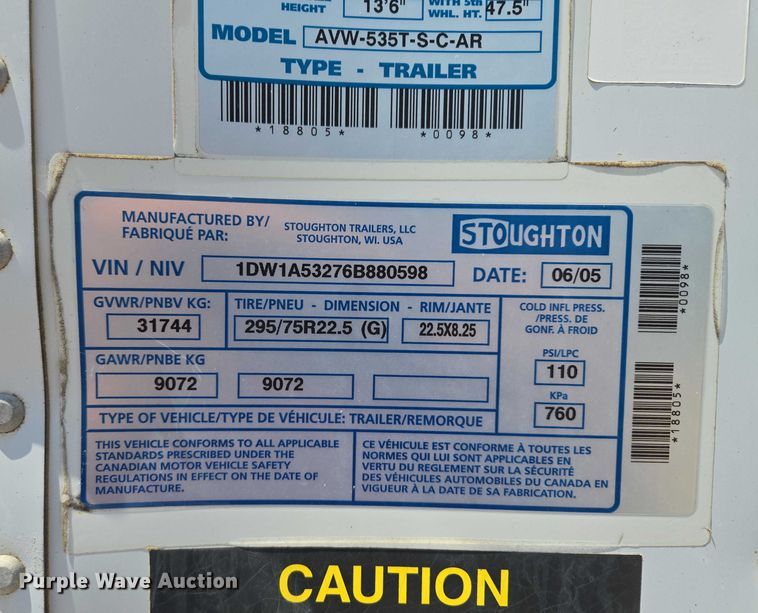 HEIGHT 13'6" WITH 5th WHL. HT. 47.5"
MODEL AVW-535T-S-C-AR
TYPE - TRAILER
*18805* *0098*
MANUFACTURED BY/
FABRIQUÉ PAR:
STOUGHTON TRAILERS, LLC
STOUGHTON, WI. USA
STOUGHTON
VIN / NIV 1DW1A53276B880598 DATE: 06/05
GVWR/PNBV KG: TIRE/PNEU - DIMENSION - RIM/JANTE
31744 295/75R22.5 (G) 22.5X8.25
COLD INFL PRESS.
/PRESS. DE
GONF. À FROID
PSI/LPC
110
KPa
760
GAWR/PNBE KG
9072 9072
TYPE OF VEHICLE/TYPE DE VÉHICULE: TRAILER/REMORQUE
THIS VEHICLE CONFORMS TO ALL APPLICABLE
STANDARDS PRESCRIBED UNDER THE
CANADIAN MOTOR VEHICLE SAFETY
REGULATIONS IN EFFECT ON THE DATE OF
MANUFACTURE.
CE VÉHICULE EST CONFORME À TOUTES LES
NORMES QUI LUI SONT APPLICABLES EN
VERTU DU REGLEMENT SUR LA SÉCURITÉ
DES VÉHICULES AUTOMOBILES DU CANADA EN
VIGUEUR À LA DATE DE SA FABRICATION.
*0098*
*18805*
CAUTION
Purple Wave Auction